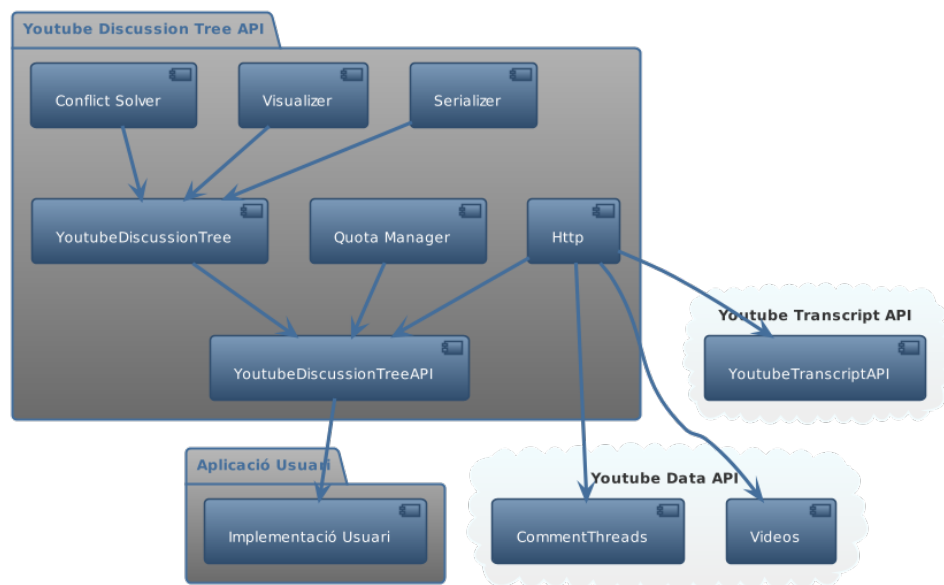 Youtube Discussion Tree API
Conflict Solver
Visualizer
Serializer
YoutubeDiscussionTree
Quota Manager
Http
Youtube Transcript API
YoutubeTranscriptAPI
YoutubeDiscussionTreeAPI
Aplicació Usuari
Implementació Usuari
Youtube Data API
CommentThreads
Videos